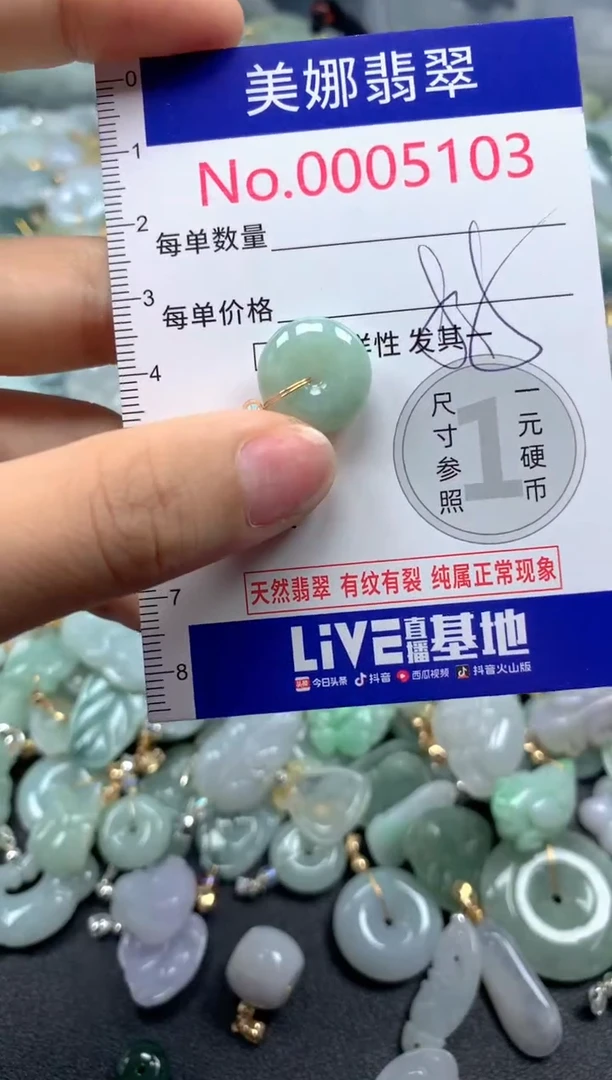 0
美娜翡翠
1
No.0005103
2
每单数量
3
每单价格
样性 发其一
4
尺寸参照
1
一元硬币
7
天然翡翠 有纹有裂 纯属正常现象
LiVE直播基地
8
头条 今日头条 抖音 西瓜视频 抖音火山版